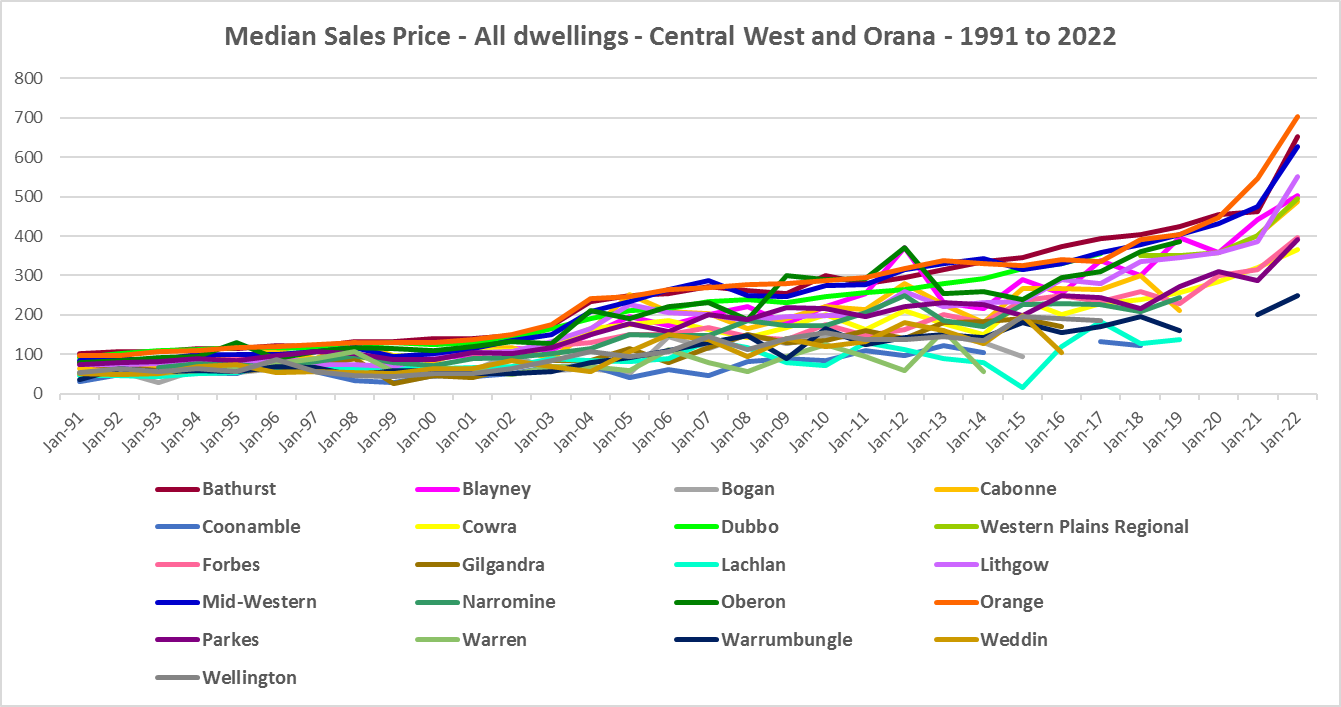 Median Sales Price - All dwellings - Central West and Orana - 1991 to 2022
800
700
600
500
400
300
200
100
0
Jan-91 Jan-92 Jan-93 Jan-94 Jan-95 Jan-96 Jan-97 Jan-98 Jan-99 Jan-00 Jan-01 Jan-02 Jan-03 Jan-04 Jan-05 Jan-06 Jan-07 Jan-08 Jan-09 Jan-10 Jan-11 Jan-12 Jan-13 Jan-14 Jan-15 Jan-16 Jan-17 Jan-18 Jan-19 Jan-20 Jan-21 Jan-22
Bathurst Blayney Bogan Cabonne
Coonamble Cowra Dubbo Western Plains Regional
Forbes Gilgandra Lachlan Lithgow
Mid-Western Narromine Oberon Orange
Parkes Warren Warrumbungle Weddin
Wellington